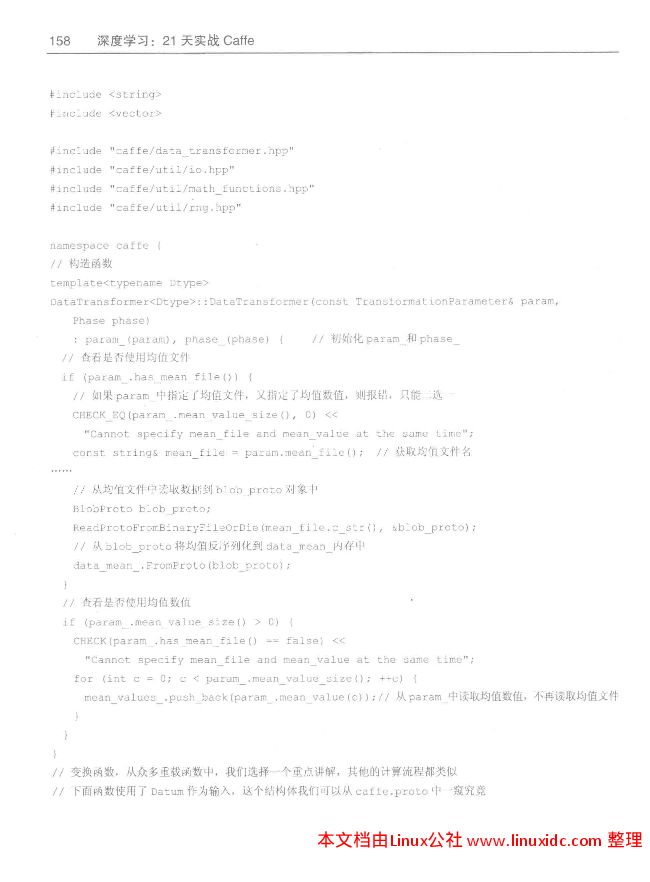 158 深度学习：21 天实战 Caffe
#include <string>
#include <vector>
#include "caffe/data_transformer.hpp"
#include "caffe/util/io.hpp"
#include "caffe/util/math_functions.hpp"
#include "caffe/util/rng.hpp"
namespace caffe {
// 构造函数
template<typename Dtype>
DataTransformer<Dtype>::DataTransformer(const TransformationParameter& param,
Phase phase)
: param_(param), phase_(phase) { // 初始化 param_和 phase_
// 查看是否使用均值文件
if (param_.has_mean_file()) {
// 如果 param_中指定了均值文件，又指定了均值数值，则报错，只能二选一
CHECK_EQ(param_.mean_value_size(), 0) <<
"Cannot specify mean_file and mean_value at the same time";
const string& mean_file = param.mean_file(); // 获取均值文件名
……
// 从均值文件中读取数据到 blob_proto 对象中
BlobProto blob_proto;
ReadProtoFromBinaryFileOrDie(mean_file.c_str(), &blob_proto);
// 从 blob_proto 将均值反序列化到 data_mean_内存中
data_mean_.FromProto(blob_proto);
}
// 查看是否使用均值数值
if (param_.mean_value_size() > 0) {
CHECK(param_.has_mean_file() == false) <<
"Cannot specify mean_file and mean_value at the same time";
for (int c = 0; c < param_.mean_value_size(); ++c) {
mean_values_.push_back(param_.mean_value(c));// 从 param_中读取均值数值，不再读取均值文件
}
}
}
// 变换函数，从众多重载函数中，我们选择一个重点讲解，其他的计算流程都类似
// 下面函数使用了 Datum 作为输入，这个结构体我们可以从 caffe.proto 中一窥究竟
本文档由Linux公社 www.linuxidc.com 整理